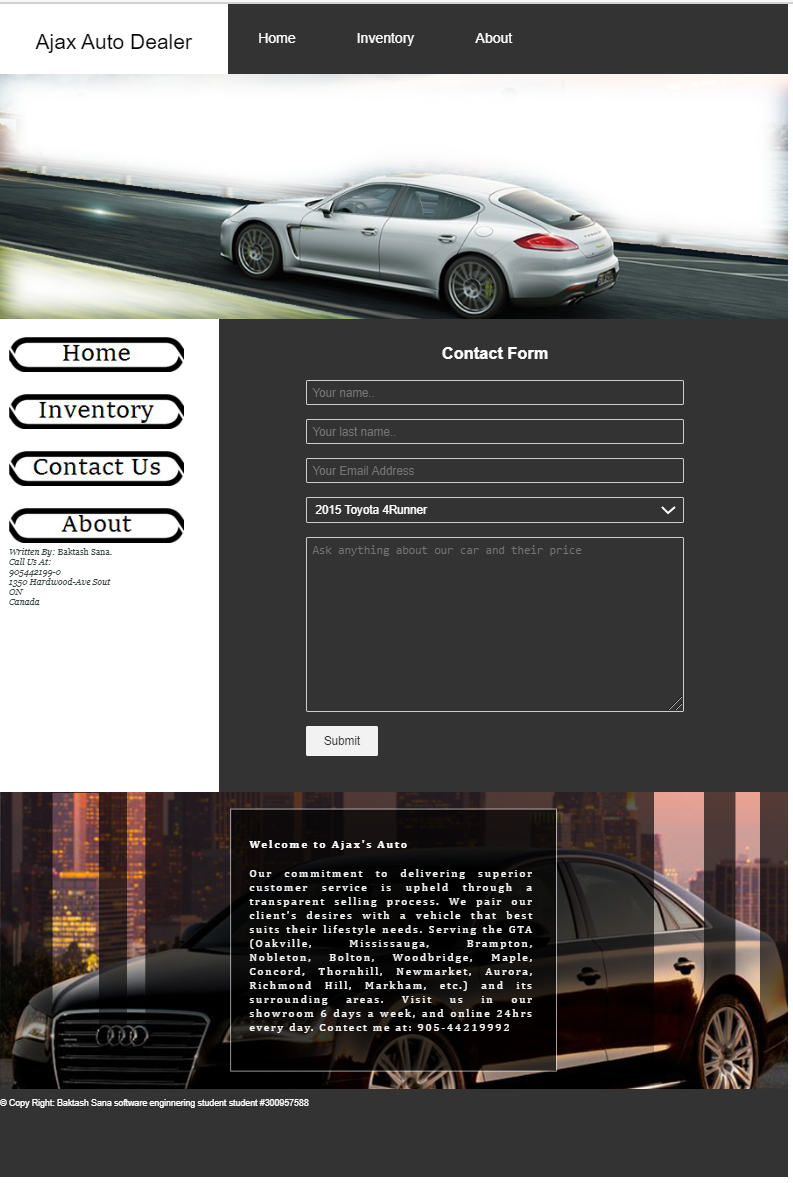 Ajax Auto Dealer
Home
Inventory
About
Home
Inventory
Contact Us
About
Written By: Baktash Sana.
Call Us At:
905442199-0
1350 Hardwood-Ave Sout
ON
Canada
Contact Form
Your name..
Your last name..
Your Email Address
2015 Toyota 4Runner
Ask anything about our car and their price
Submit
Welcome to Ajax's Auto
Our commitment to delivering superior
customer service is upheld through a
transparent selling process. We pair our
client's desires with a vehicle that best
suits their lifestyle needs. Serving the GTA
(Oakville, Mississauga, Brampton,
Nobleton, Bolton, Woodbridge, Maple,
Concord, Thornhill, Newmarket, Aurora,
Richmond Hill, Markham, etc.) and its
surrounding areas. Visit us in our
showroom 6 days a week, and online 24hrs
every day. Contect me at: 905-44219992
© Copy Right: Baktash Sana software enginnering student student #300957588